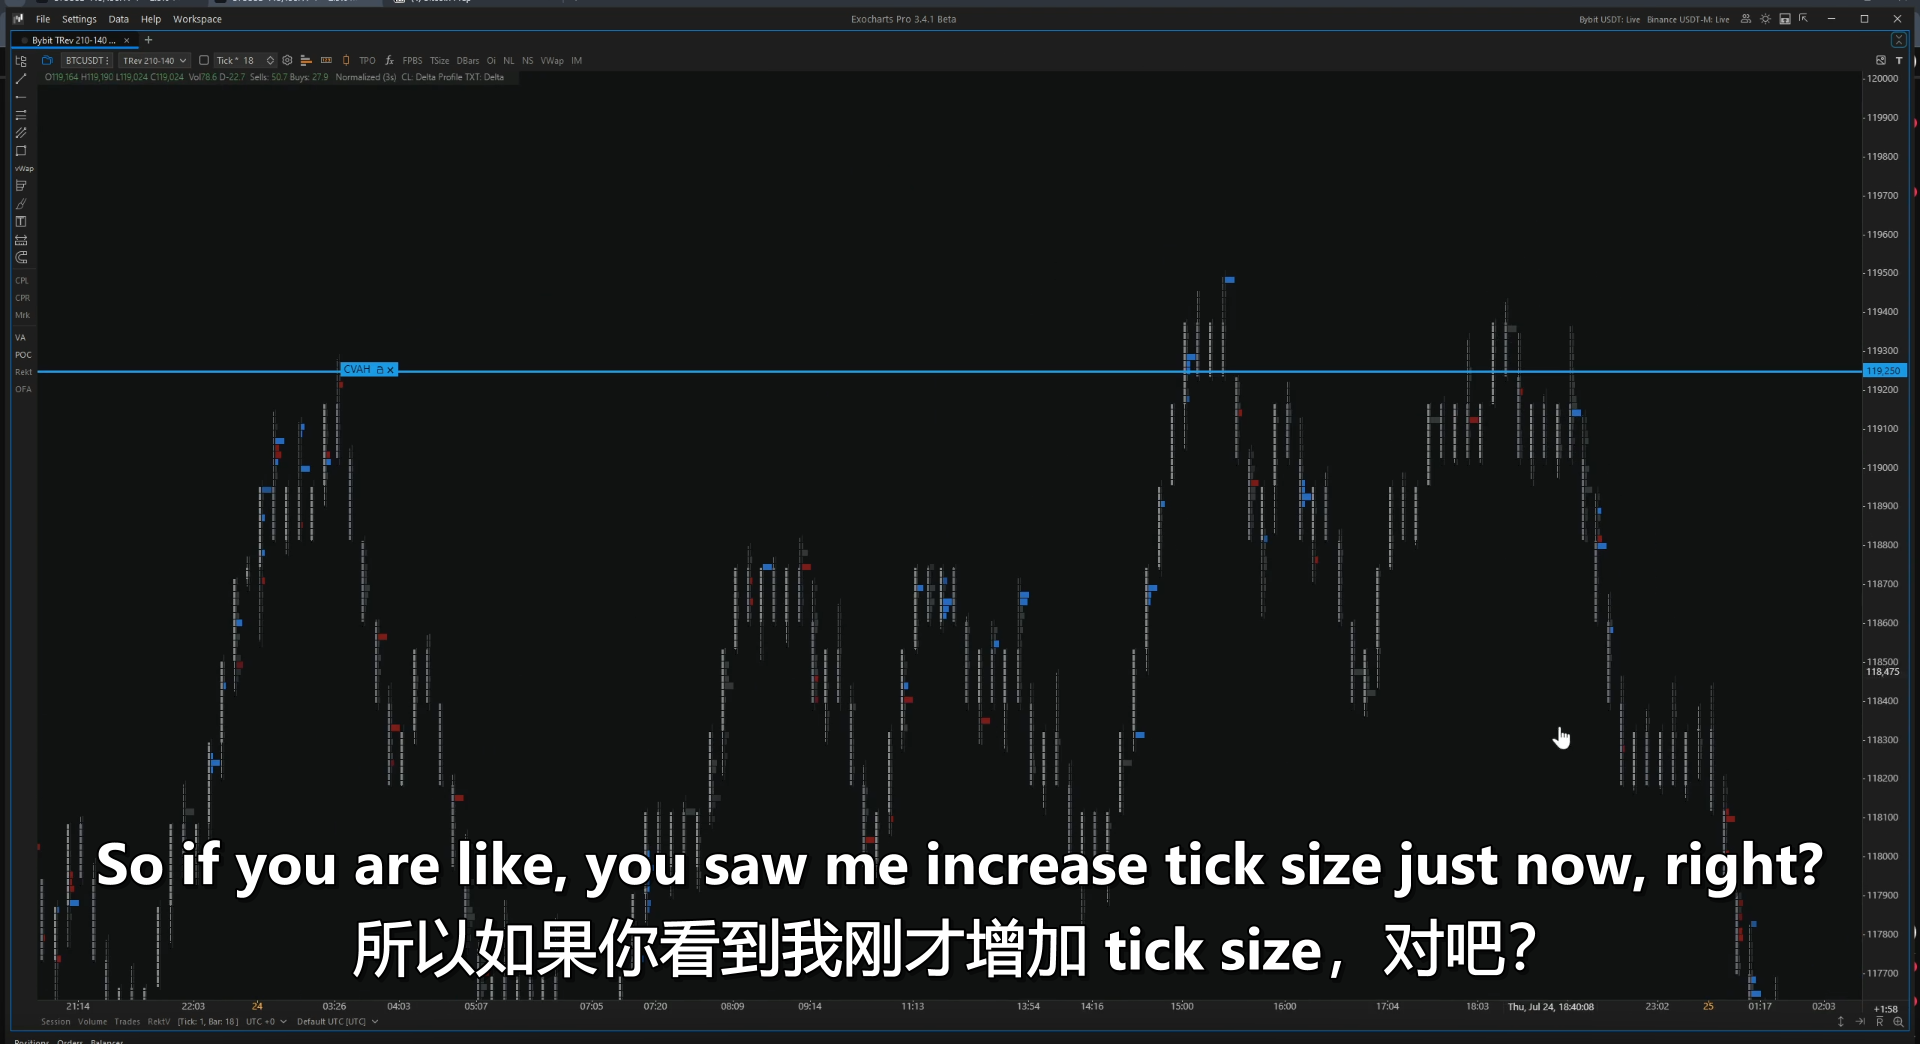 File Settings Data Help Workspace
Exocharts Pro 3.4.1 Beta
Bybit USDT: Live Binance USDT-M: Live
Bybit TRev 210-140 ... × +
BTCUSDT TRev 210-140 Tick * 18 TPO fx FPBS TSize DBars Oi NL NS VWap IM
O119,164 H119,190 L119,024 C119,024 Vol78.6 D-22.7 Sells: 50.7 Buys: 27.9 Normalized (3s) CL: Delta Profile TXT: Delta
T
vWap
CPL
CPR
Mrk
VA
POC
Rekt
OFA
CVAH
120000
119900
119800
119700
119600
119500
119400
119300
119,250
119200
119100
119000
118900
118800
118700
118600
118500
118,475
118400
118300
118200
118100
118000
117900
117800
117700
So if you are like, you saw me increase tick size just now, right?
所以如果你看到我刚才增加 tick size，对吧？
21:14 22:03 24 03:26 04:03 05:07 07:05 07:20 08:09 09:14 11:13 13:54 14:16 15:00 16:00 17:04 18:03 Thu, Jul 24, 18:40:08 23:02 25 01:17 02:03 +1:58
Session Volume Trades RektV [Tick: 1, Bar: 18] UTC +0 Default UTC [UTC]
R
Positions Orders Balances